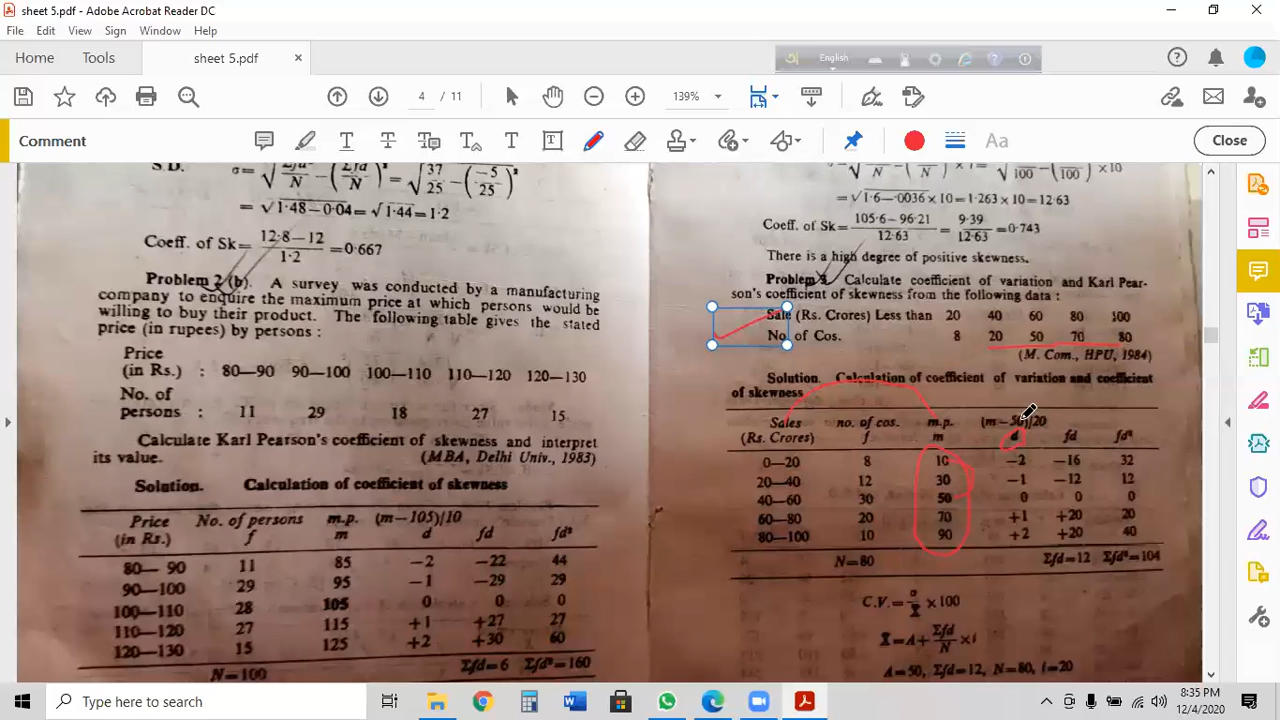 sheet 5.pdf - Adobe Acrobat Reader DC
File Edit View Sign Window Help
Home Tools sheet 5.pdf ×
English
4 / 11 139%
Comment Close
S.D. σ=√Σfd²/N −(Σfd/N)² =√37/25 −(−5/25)²
=√1·48−0·04=√1·44=1·2
Coeff. of Sk= 12·8−12/1·2 =0·667
Problem 2 (b). A survey was conducted by a manufacturing
company to enquire the maximum price at which persons would be
willing to buy their product. The following table gives the stated
price (in rupees) by persons :
Price
(in Rs.) : 80—90 90—100 100—110 110—120 120—130
No. of
persons : 11 29 18 27 15
Calculate Karl Pearson's coefficient of skewness and interpret
its value. (MBA, Delhi Univ., 1983)
Solution. Calculation of coefficient of skewness
Price No. of persons m.p. (m—105)/10
(in Rs.) f m d fd fd²
80— 90 11 85 −2 −22 44
90—100 29 95 −1 −29 29
100—110 28 105 0 0 0
110—120 27 115 +1 +27 27
120—130 15 125 +2 +30 60
N=100 Σfd=6 Σfd²=160
=√1·6—·0036×10=1·263×10=12·63
Coeff. of Sk= 105·6—96·21/12·63 = 9·39/12·63 =0·743
There is a high degree of positive skewness.
Problem 3 Calculate coefficient of variation and Karl Pear-
son's coefficient of skewness from the following data :
Sale (Rs. Crores) Less than 20 40 60 80 100
No. of Cos. 8 20 50 70 80
(M. Com., HPU, 1984)
Solution. Calculation of coefficient of variation and coefficient
of skewness
Sales no. of cos. m.p. (m−50)/20
(Rs. Crores) f m d fd fd²
0—20 8 10 −2 −16 32
20—40 12 30 −1 −12 12
40—60 30 50 0 0 0
60—80 20 70 +1 +20 20
80—100 10 90 +2 +20 40
N=80 Σfd=12 Σfd²=104
C.V.= σ/X̄ ×100
X̄=A+ Σfd/N ×i
A=50, Σfd=12, N=80, i=20
Type here to search
8:35 PM
12/4/2020